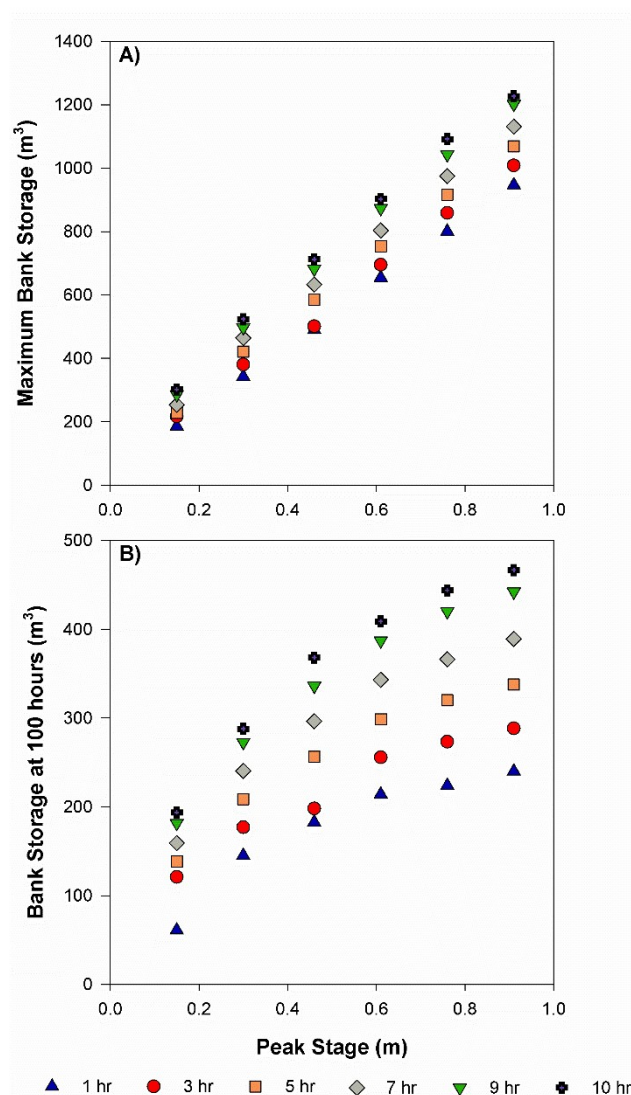 A)
Maximum Bank Storage (m³)
1400
1200
1000
800
600
400
200
0
0.0 0.2 0.4 0.6 0.8 1.0
B)
Bank Storage at 100 hours (m³)
500
400
300
200
100
0
0.0 0.2 0.4 0.6 0.8 1.0
Peak Stage (m)
1 hr 3 hr 5 hr 7 hr 9 hr 10 hr